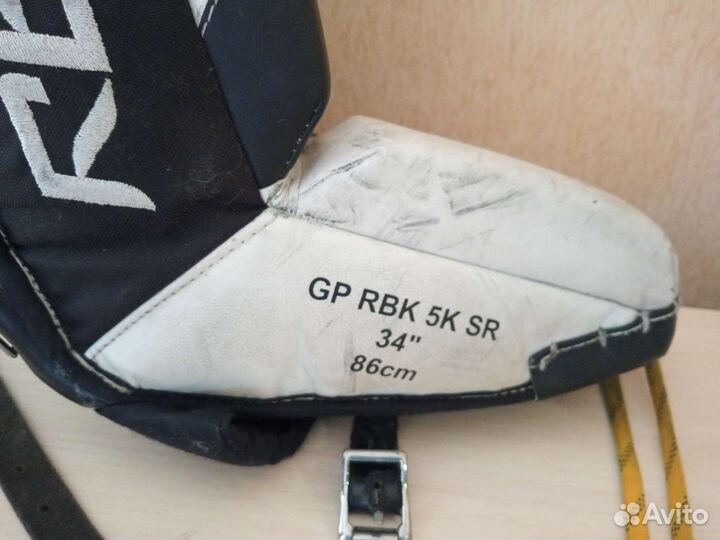 GP RBK 5K SR
34"
86cm
Avito